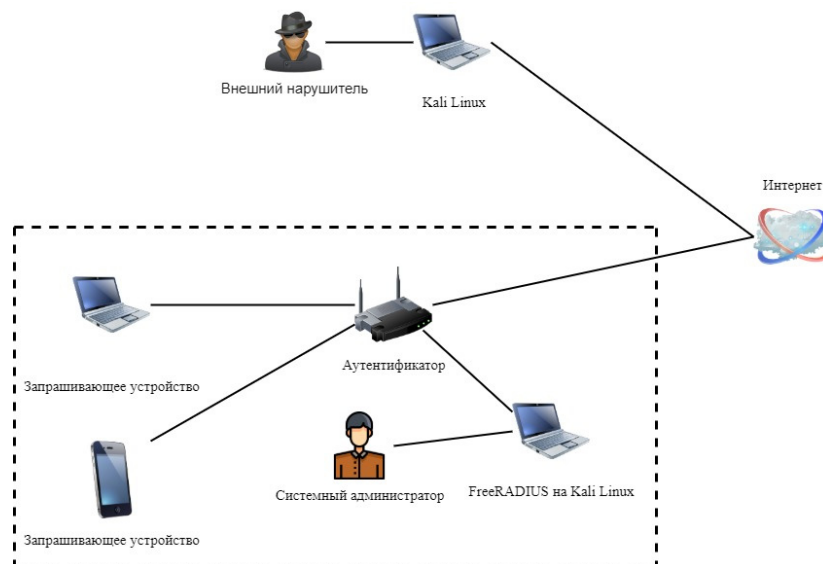 Внешний нарушитель
Kali Linux
Интернет
Запрашивающее устройство
Аутентификатор
Системный администратор
FreeRADIUS на Kali Linux
Запрашивающее устройство